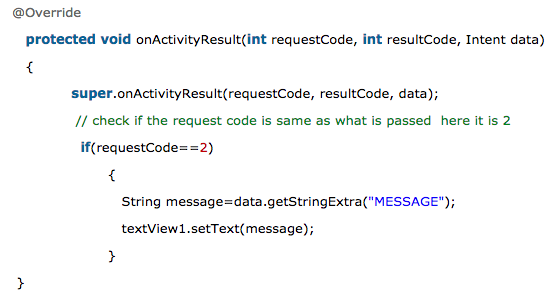 @Override
protected void onActivityResult(int requestCode, int resultCode, Intent data)
{
super.onActivityResult(requestCode, resultCode, data);
// check if the request code is same as what is passed  here it is 2
if(requestCode==2)
{
String message=data.getStringExtra("MESSAGE");
textView1.setText(message);
}
}